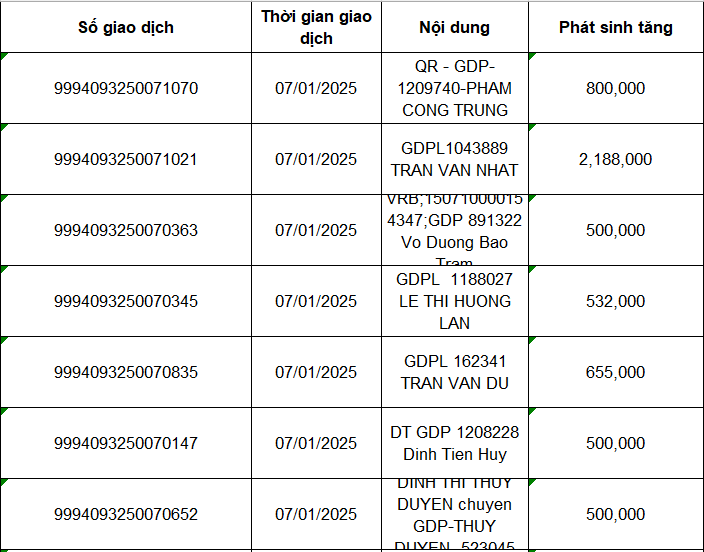 Số giao dịch
Thời gian giao
dịch
Nội dung
Phát sinh tăng
9994093250071070
07/01/2025
QR - GDP-
1209740-PHAM
CONG TRUNG
800,000
9994093250071021
07/01/2025
GDPL1043889
TRAN VAN NHAT
2,188,000
9994093250070363
07/01/2025
VRB;15071000015
4347;GDP 891322
Vo Duong Bao
Tram
500,000
9994093250070345
07/01/2025
GDPL 1188027
LE THI HUONG
LAN
532,000
9994093250070835
07/01/2025
GDPL 162341
TRAN VAN DU
655,000
9994093250070147
07/01/2025
DT GDP 1208228
Dinh Tien Huy
500,000
9994093250070652
07/01/2025
DINH THI THUY
DUYEN chuyen
GDP-THUY
DUYEN_523045
500,000